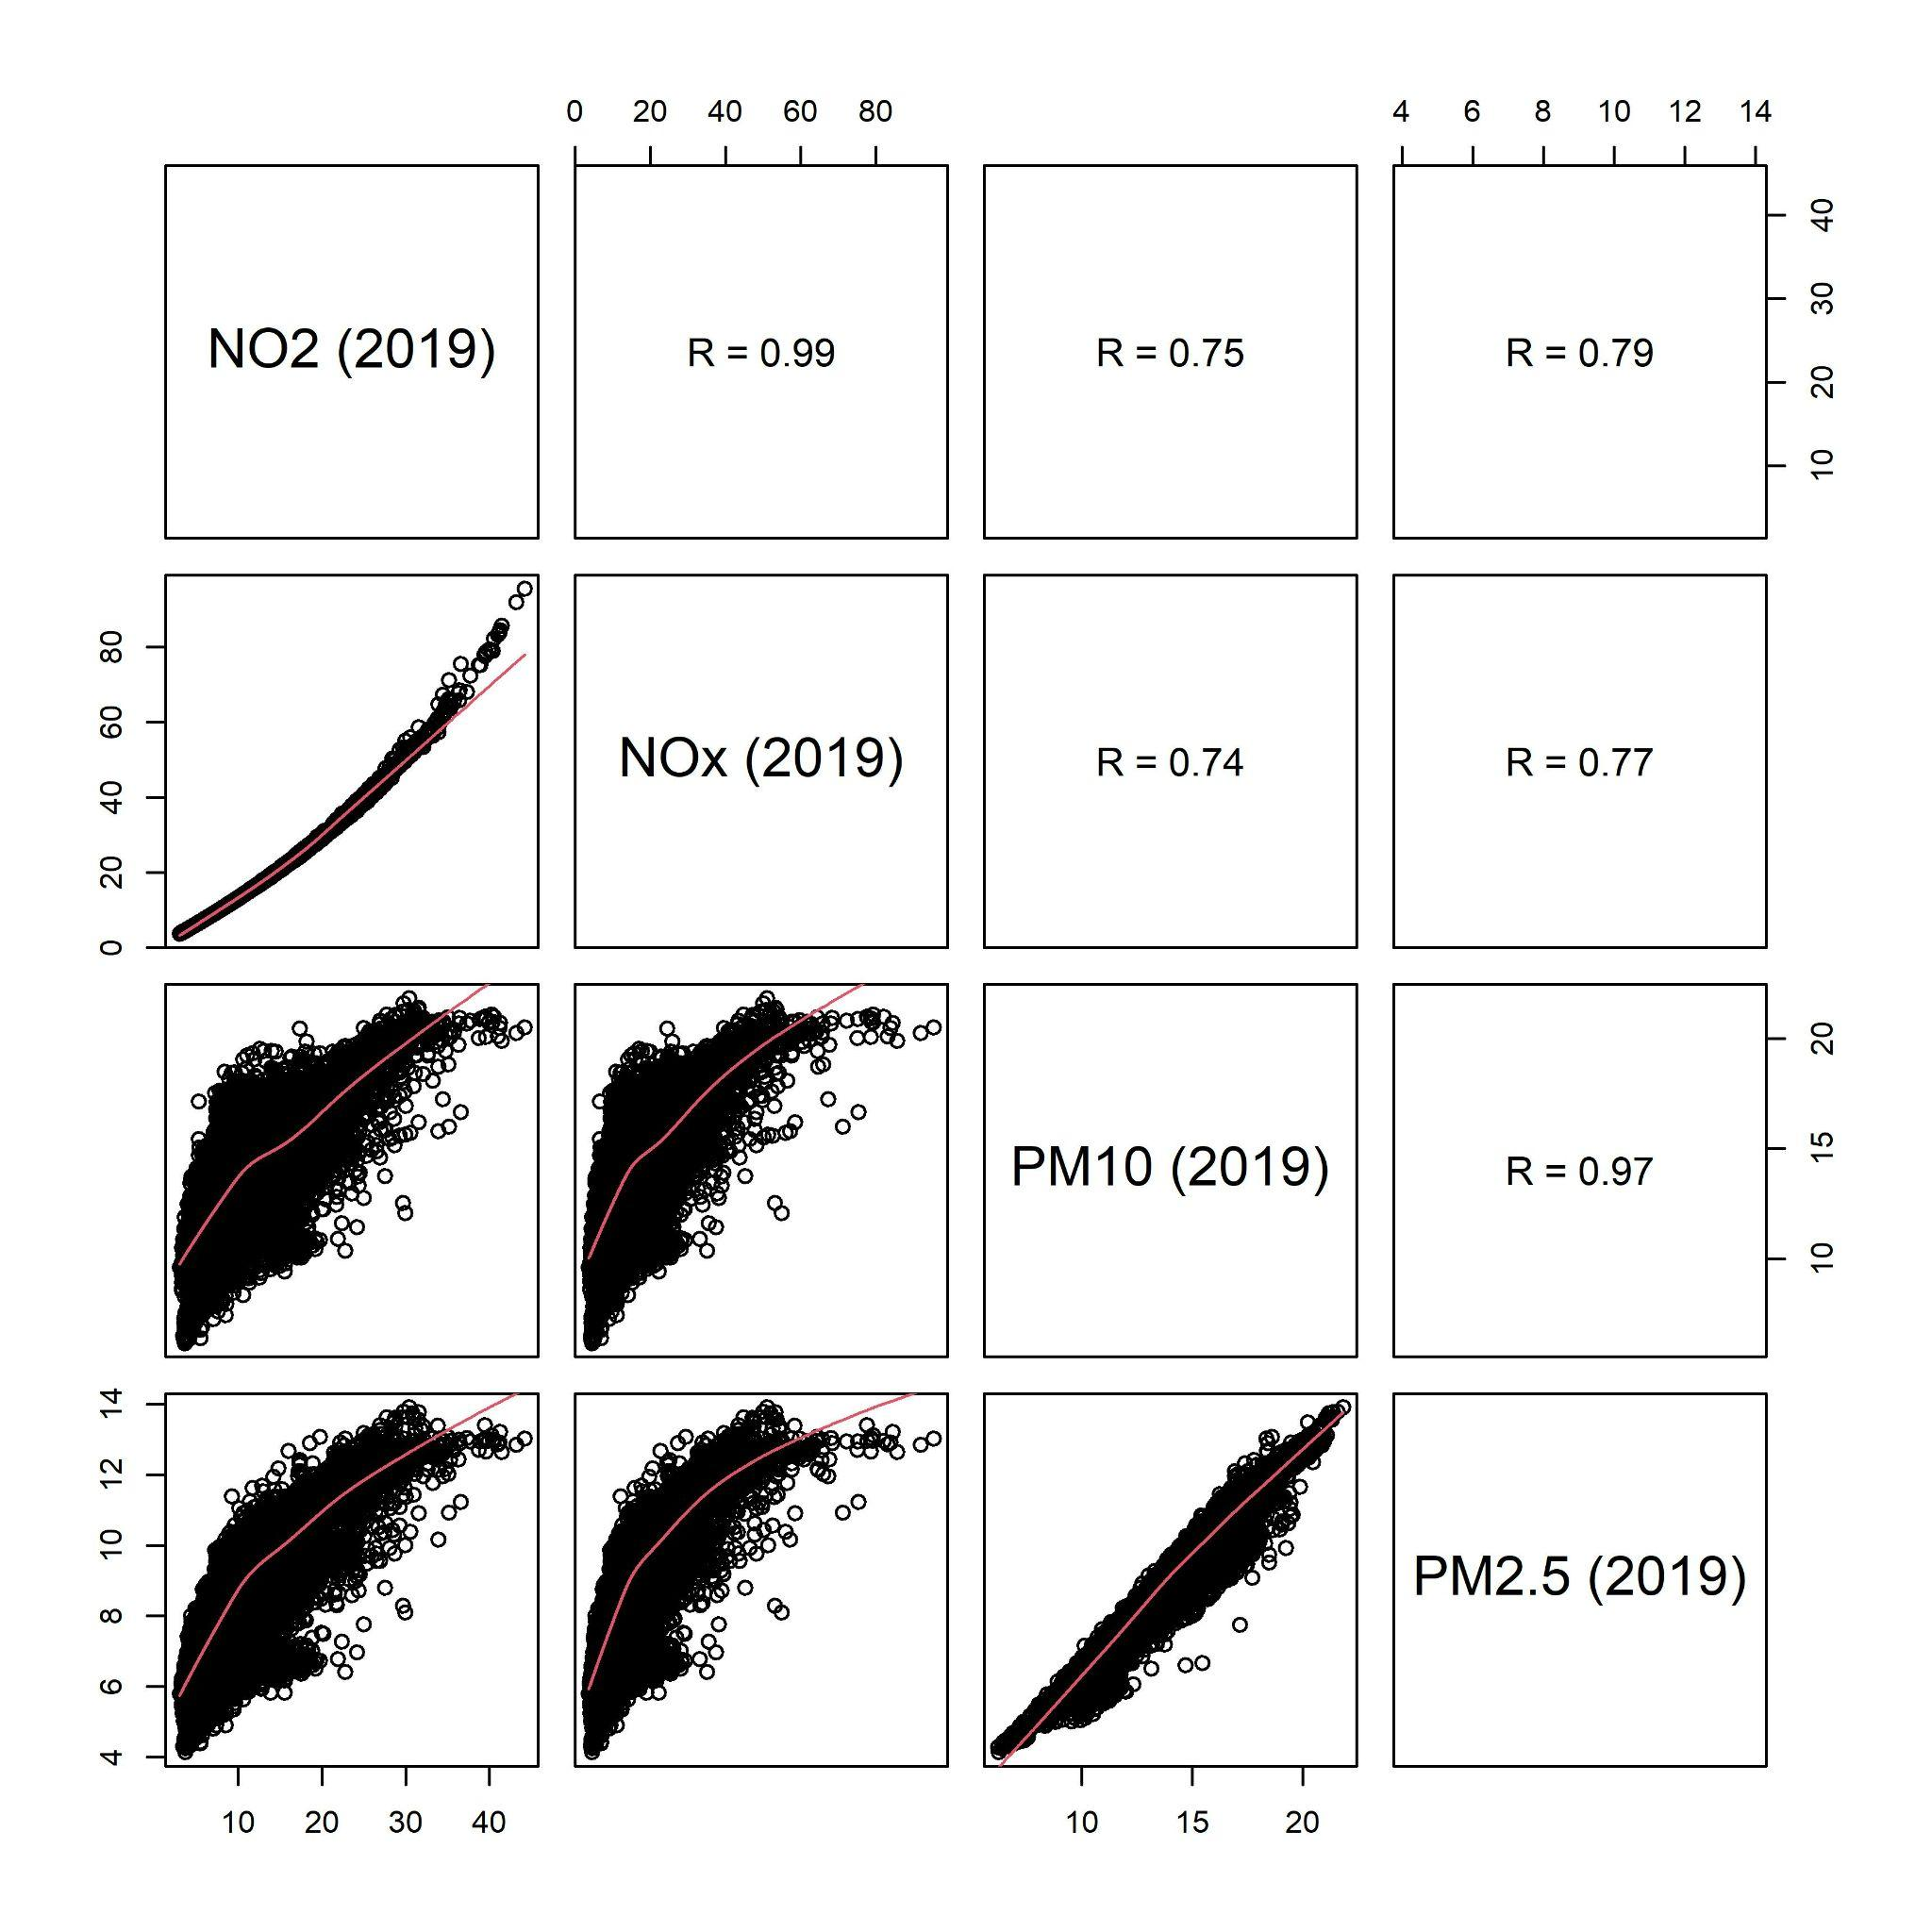 0 20 40 60 80
4 6 8 10 12 14
NO2 (2019)
R = 0.99
R = 0.75
R = 0.79
10 20 30 40
0 20 40 60 80
NOx (2019)
R = 0.74
R = 0.77
PM10 (2019)
R = 0.97
10 15 20
4 6 8 10 12 14
PM2.5 (2019)
10 20 30 40
10 15 20